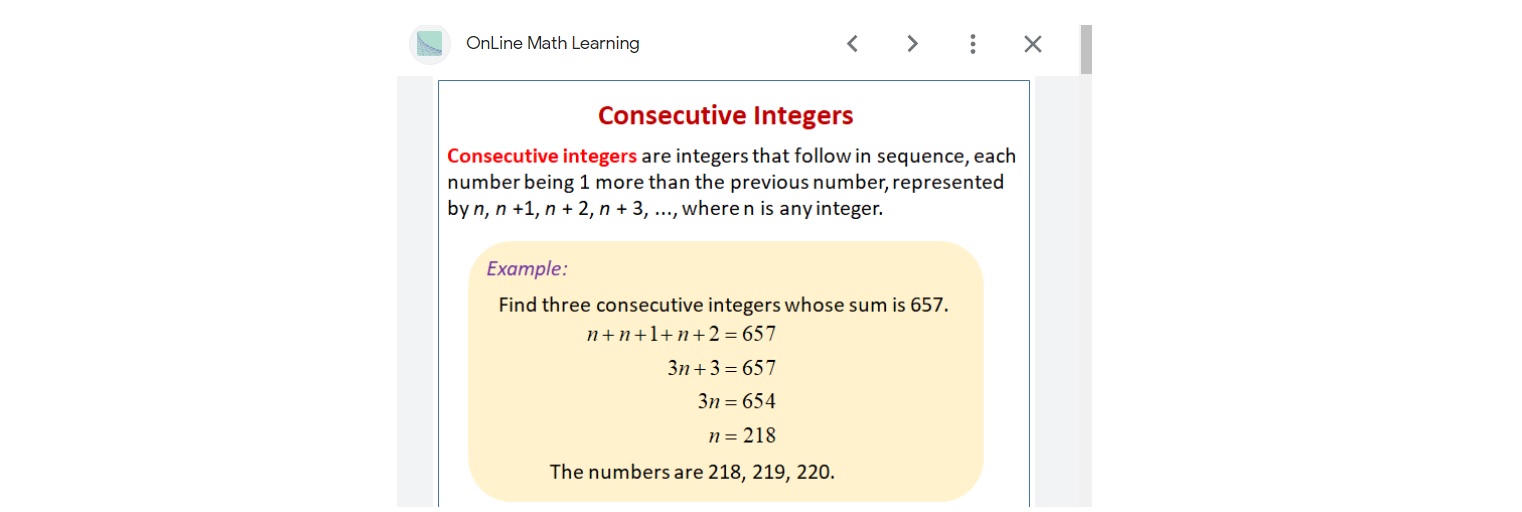 OnLine Math Learning
Consecutive Integers
Consecutive integers are integers that follow in sequence, each
number being 1 more than the previous number, represented
by n, n +1, n + 2, n + 3, ..., where n is any integer.
Example:
Find three consecutive integers whose sum is 657.
n + n + 1 + n + 2 = 657
3n + 3 = 657
3n = 654
n = 218
The numbers are 218, 219, 220.